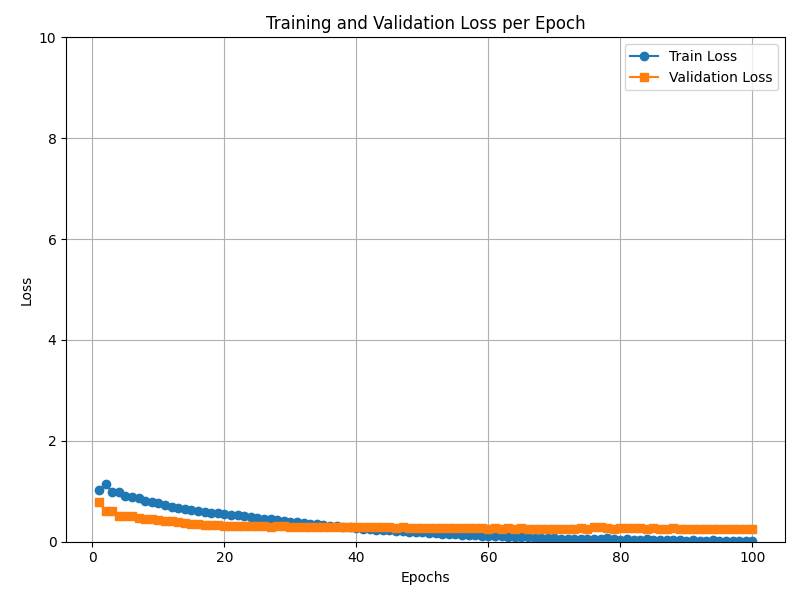 Training and Validation Loss per Epoch
10
8
6
4
2
0
Loss
Train Loss
Validation Loss
0 20 40 60 80 100
Epochs